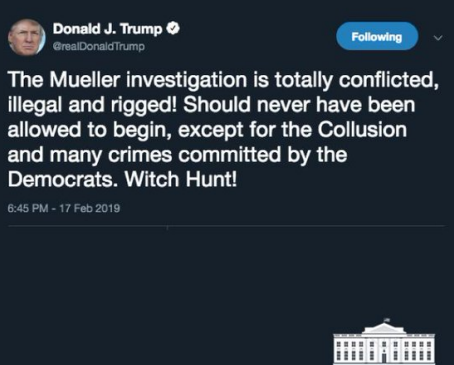 Donald J. Trump
@realDonaldTrump
Following
The Mueller investigation is totally conflicted,
illegal and rigged! Should never have been
allowed to begin, except for the Collusion
and many crimes committed by the
Democrats. Witch Hunt!
6:45 PM - 17 Feb 2019